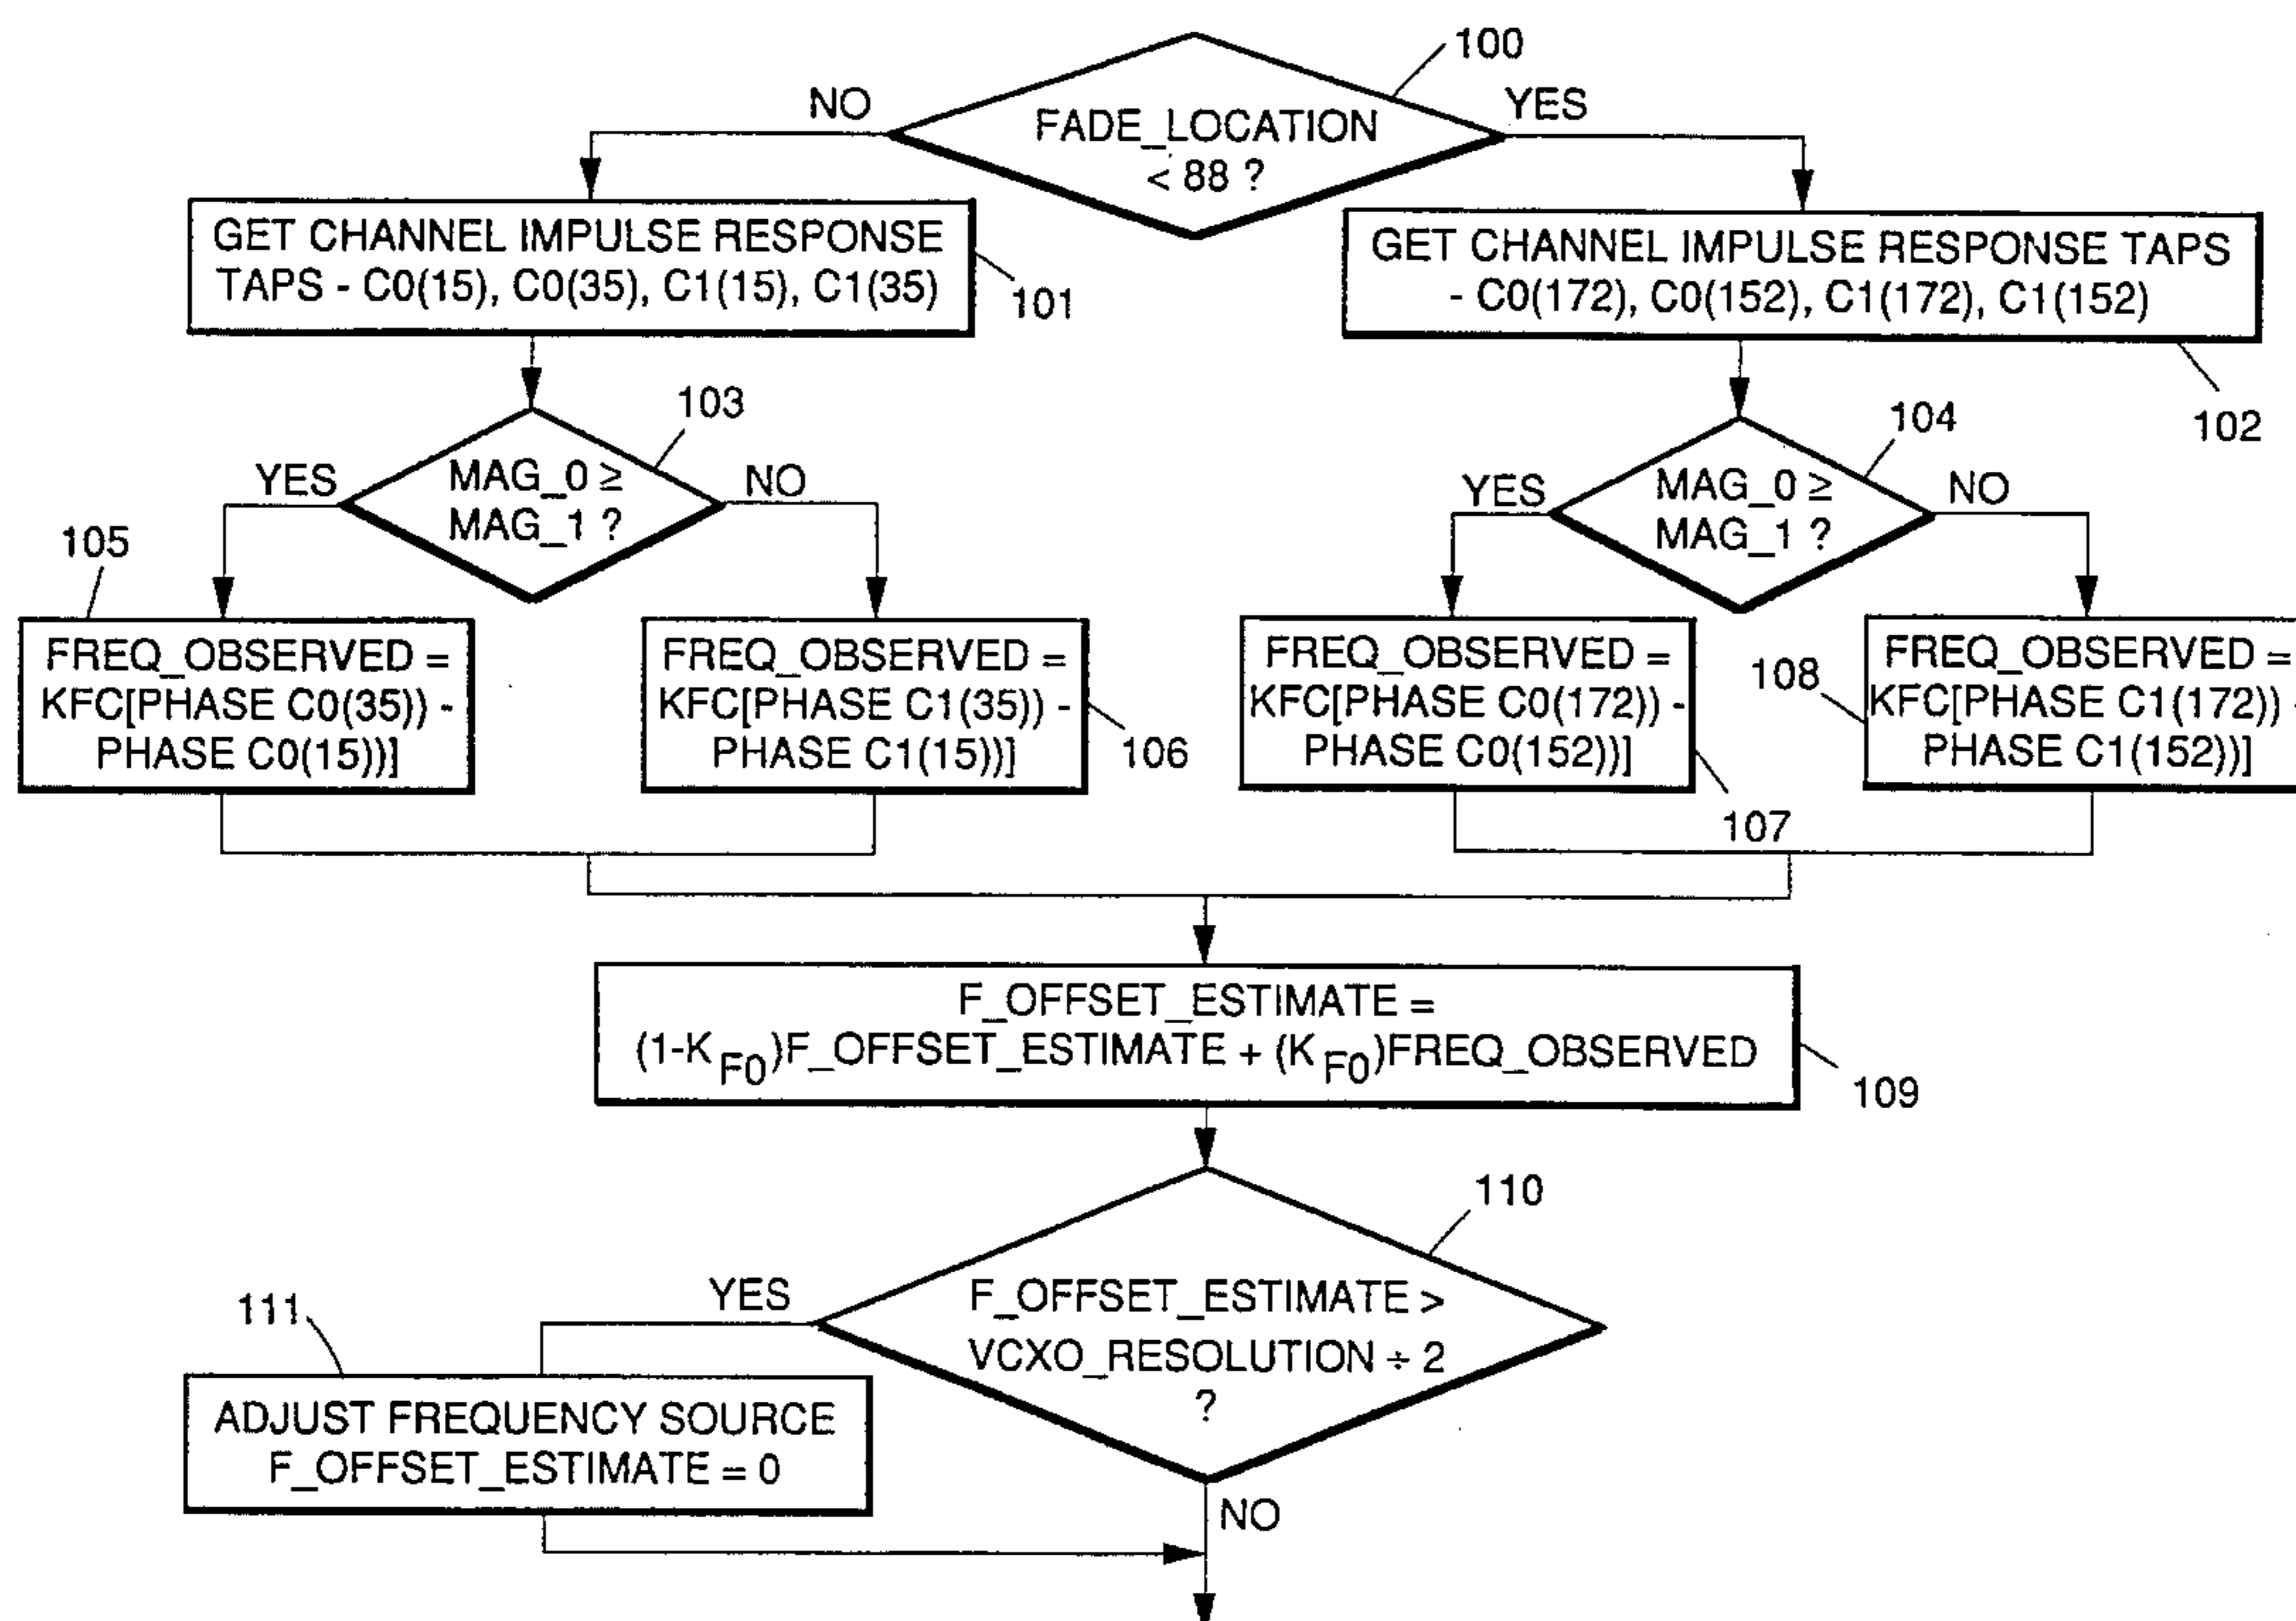 100
NO
YES
FADE_LOCATION
< 88 ?
GET CHANNEL IMPULSE RESPONSE
TAPS - C0(15), C0(35), C1(15), C1(35)
101
GET CHANNEL IMPULSE RESPONSE TAPS
- C0(172), C0(152), C1(172), C1(152)
102
103
YES
MAG_0 ≥
MAG_1 ?
NO
104
YES
MAG_0 ≥
MAG_1 ?
NO
105
FREQ_OBSERVED =
KFC[PHASE C0(35)) -
PHASE C0(15))]
FREQ_OBSERVED =
KFC[PHASE C1(35)) -
PHASE C1(15))]
106
FREQ_OBSERVED =
KFC[PHASE C0(172)) -
PHASE C0(152))]
107
108
FREQ_OBSERVED =
KFC[PHASE C1(172)) -
PHASE C1(152))]
F_OFFSET_ESTIMATE =
(1-KF0)F_OFFSET_ESTIMATE + (KF0)FREQ_OBSERVED
109
110
YES
F_OFFSET_ESTIMATE >
VCXO_RESOLUTION ÷ 2
?
111
ADJUST FREQUENCY SOURCE
F_OFFSET_ESTIMATE = 0
NO